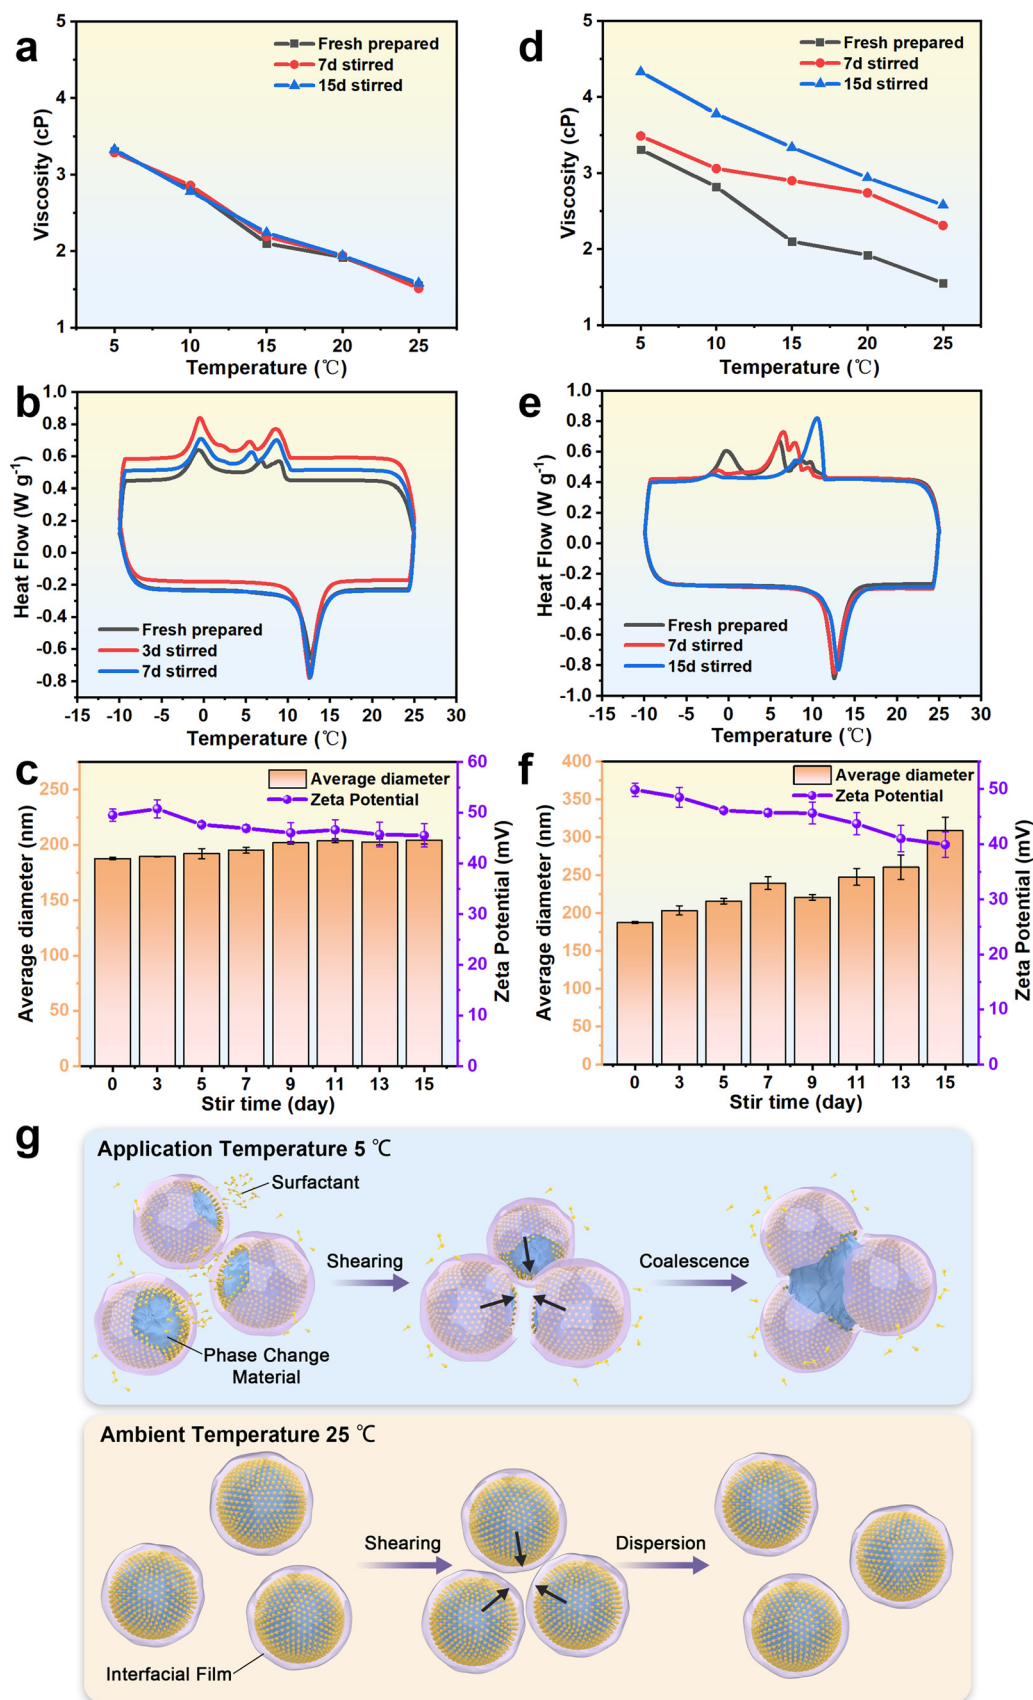 a
5
4
3
2
1
Viscosity (cP)
Fresh prepared
7d stirred
15d stirred
5 10 15 20 25
Temperature (℃)
d
5
4
3
2
1
Viscosity (cP)
Fresh prepared
7d stirred
15d stirred
5 10 15 20 25
Temperature (℃)
b
1.0
0.8
0.6
0.4
0.2
0.0
-0.2
-0.4
-0.6
-0.8
Heat Flow (W g-1)
Fresh prepared
3d stirred
7d stirred
-15 -10 -5 0 5 10 15 20 25 30
Temperature (℃)
e
1.0
0.8
0.6
0.4
0.2
0.0
-0.2
-0.4
-0.6
-0.8
-1.0
Heat Flow (W g-1)
Fresh prepared
7d stirred
15d stirred
-15 -10 -5 0 5 10 15 20 25 30
Temperature (℃)
c
250
200
150
100
50
0
Average diameter (nm)
Average diameter
Zeta Potential
60
50
40
30
20
10
0
Zeta Potential (mV)
0 3 5 7 9 11 13 15
Stir time (day)
f
400
350
300
250
200
150
100
50
0
Average diameter (nm)
Average diameter
Zeta Potential
50
40
30
20
10
0
Zeta Potential (mV)
0 3 5 7 9 11 13 15
Stir time (day)
g
Application Temperature 5 ℃
Surfactant
Shearing
Coalescence
Phase Change
Material
Ambient Temperature 25 ℃
Shearing
Dispersion
Interfacial Film